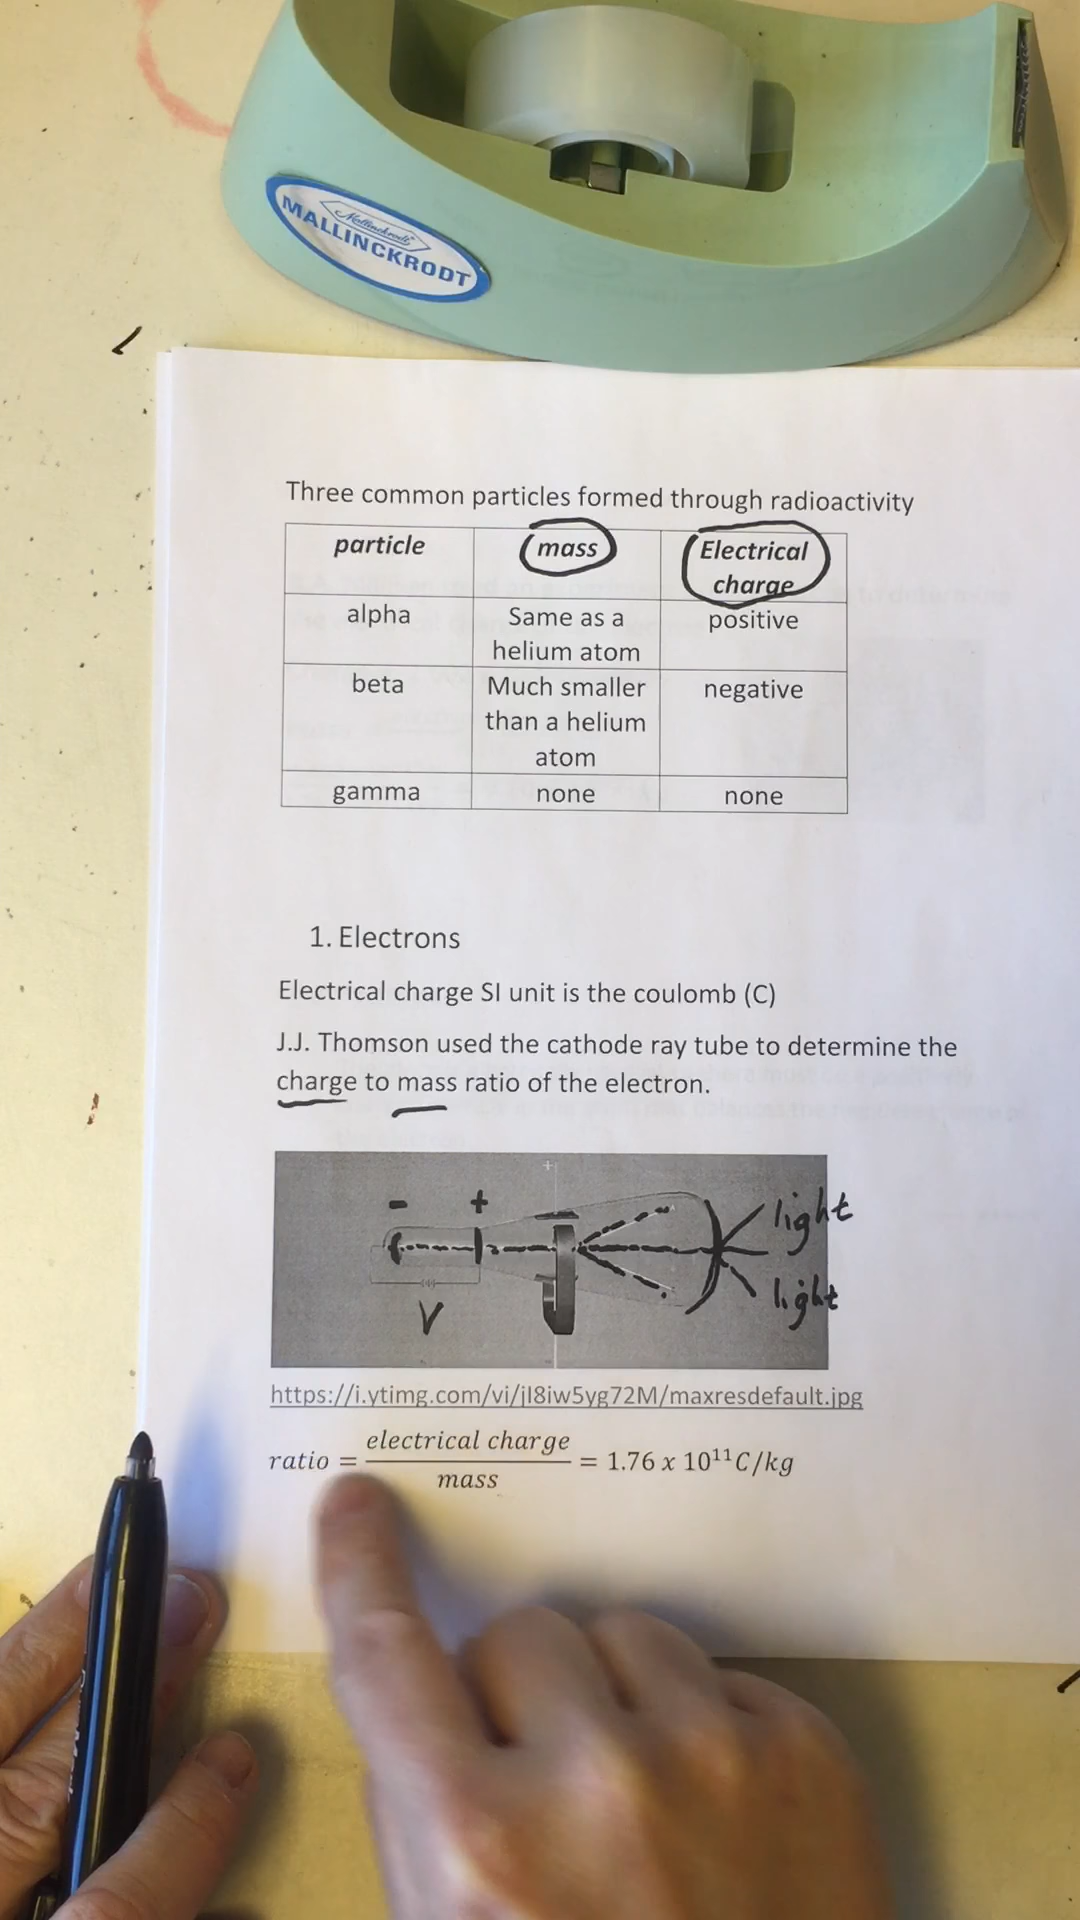 Mallinckrodt
MALLINCKRODT
Three common particles formed through radioactivity
particle mass Electrical charge
alpha Same as a helium atom positive
beta Much smaller than a helium atom negative
gamma none none
1. Electrons
Electrical charge SI unit is the coulomb (C)
J.J. Thomson used the cathode ray tube to determine the
charge to mass ratio of the electron.
- + light
light
V
https://i.ytimg.com/vi/jI8iw5yg72M/maxresdefault.jpg
ratio = electrical charge / mass = 1.76 x 10¹¹C/kg